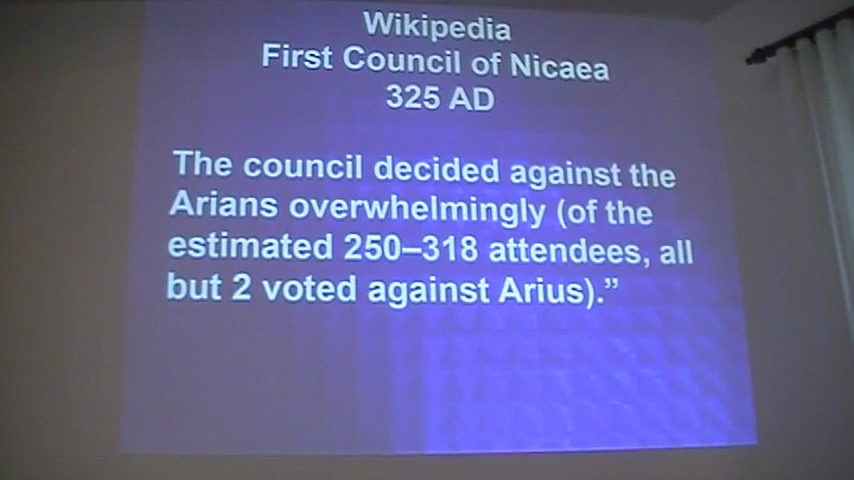 Wikipedia
First Council of Nicaea
325 AD
The council decided against the
Arians overwhelmingly (of the
estimated 250–318 attendees, all
but 2 voted against Arius).”